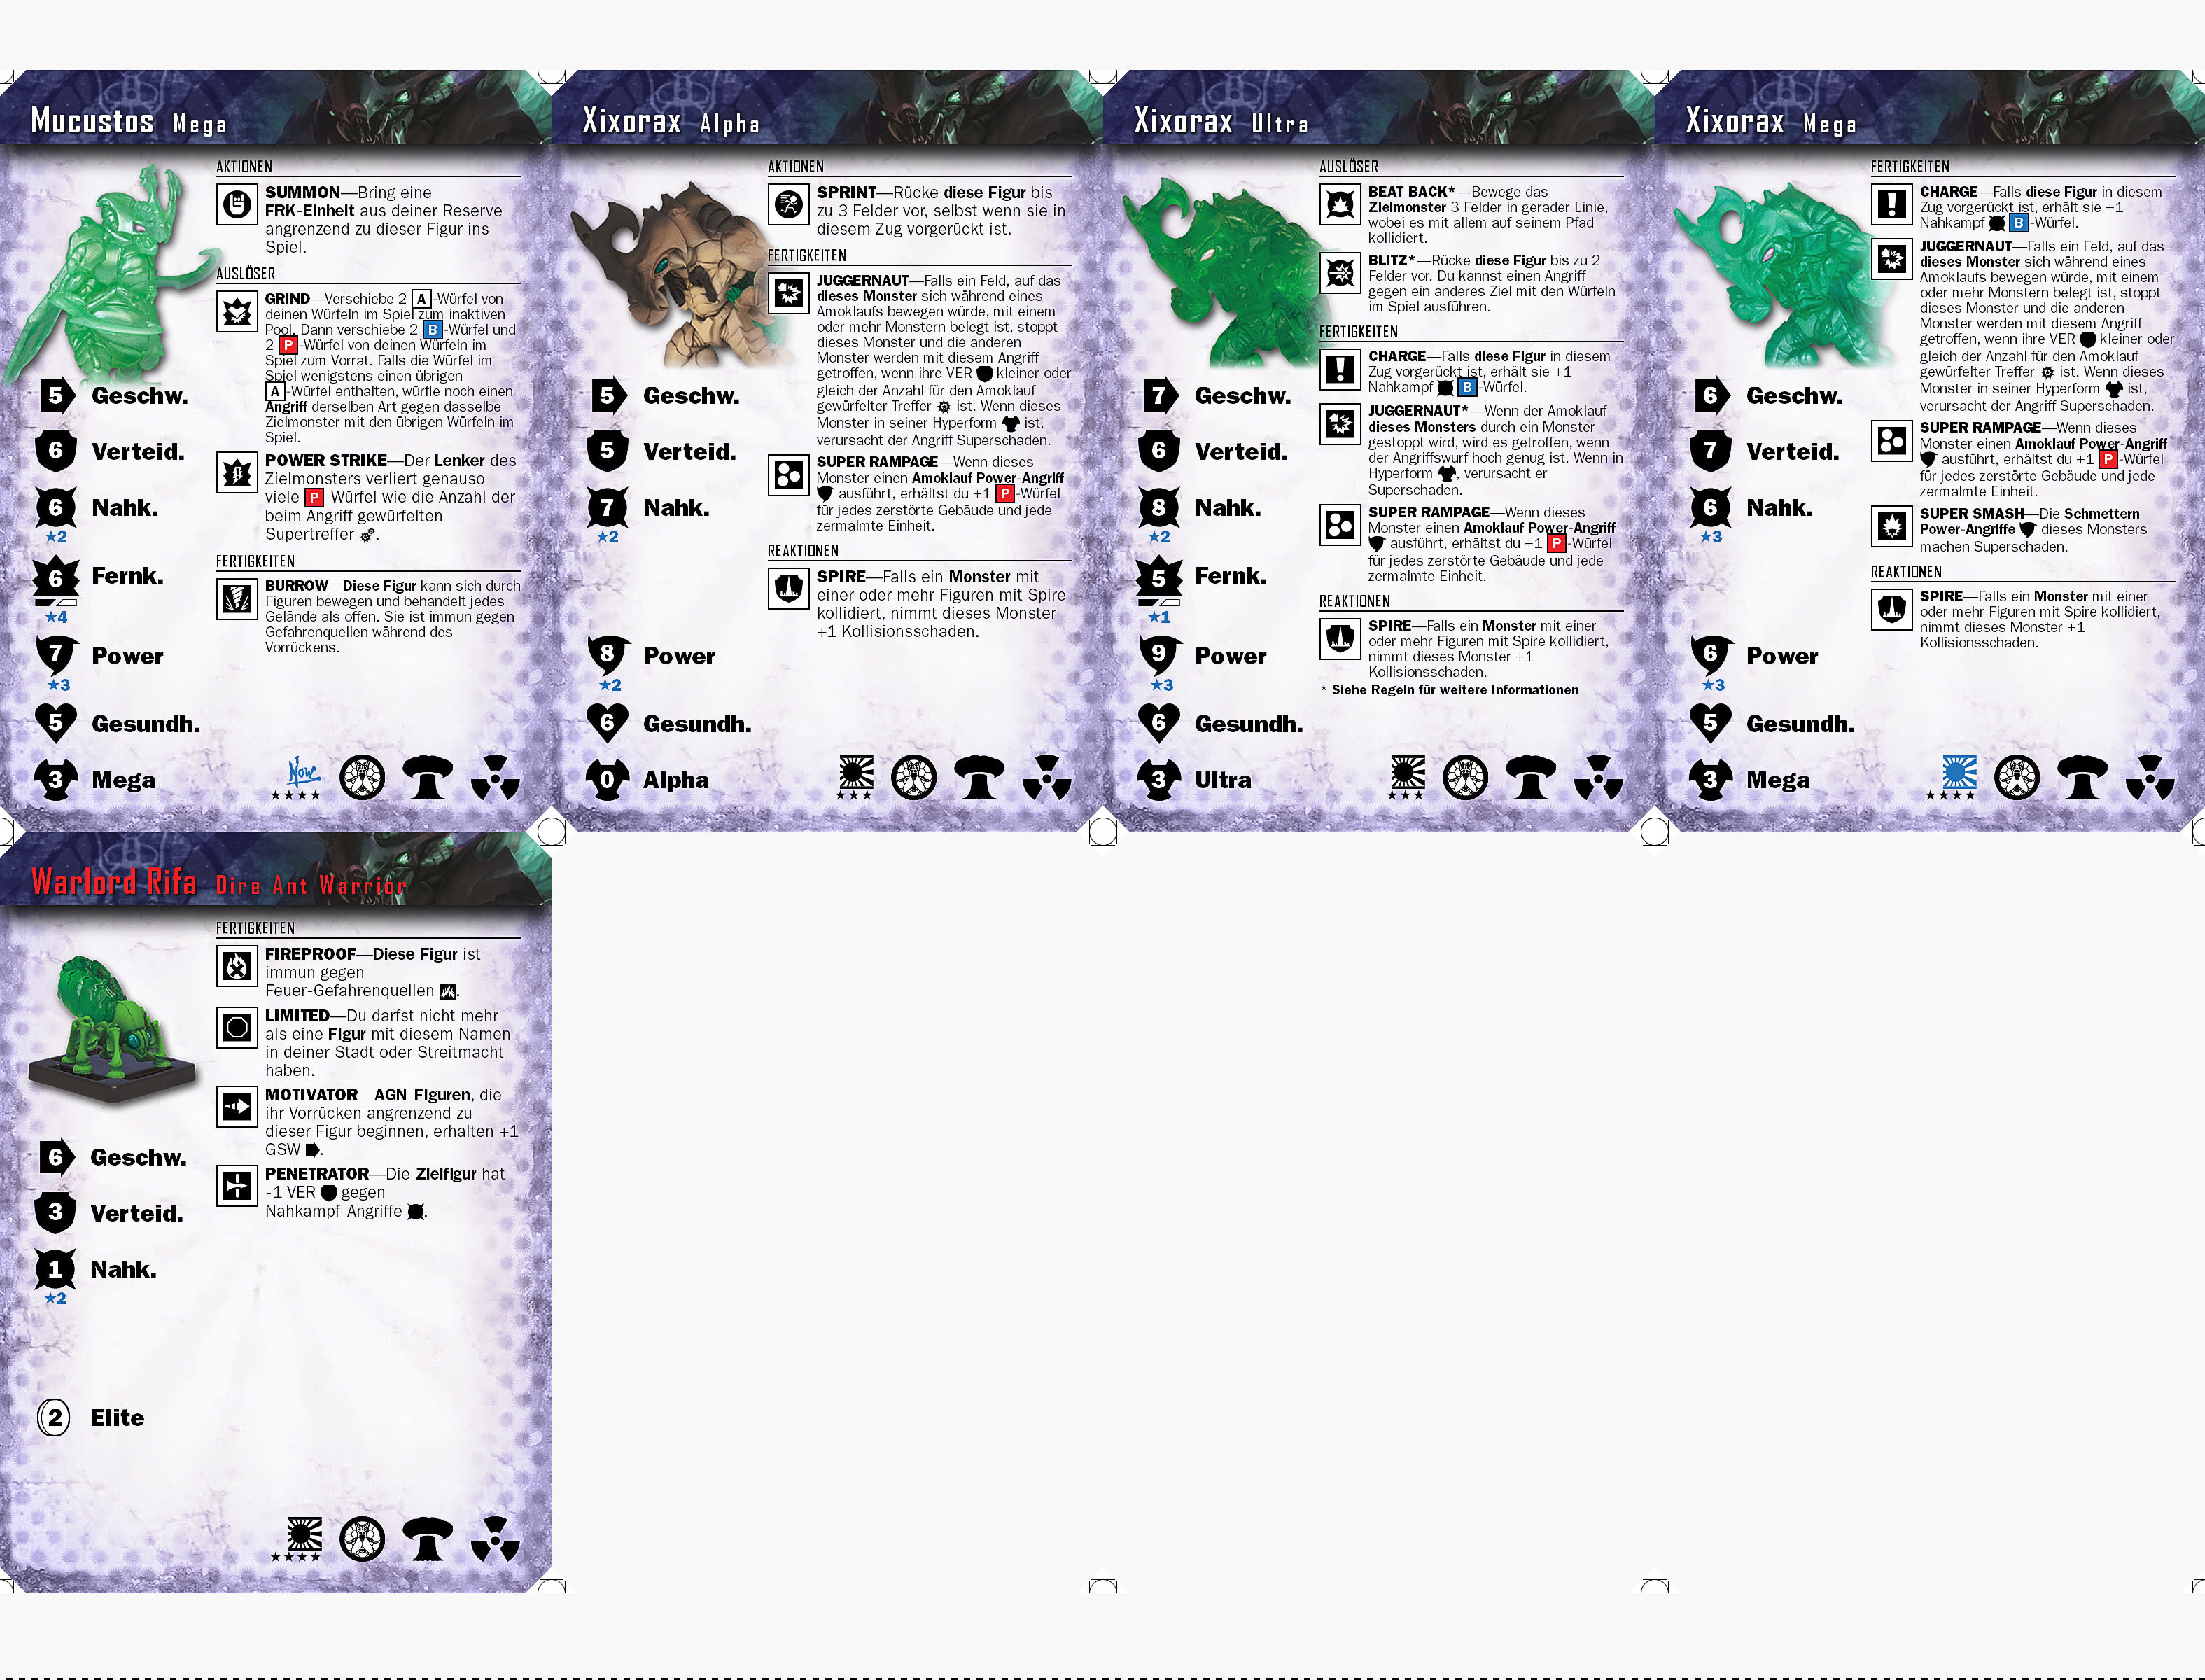 Mucustos Mega
AKTIONEN
SUMMON—Bring eine
FRK-Einheit aus deiner Reserve
angrenzend zu dieser Figur ins
Spiel.
AUSLÖSER
GRIND—Verschiebe 2 A-Würfel von
deinen Würfeln im Spiel zum inaktiven
Pool. Dann verschiebe 2 B-Würfel und
2 P-Würfel von deinen Würfeln im
Spiel zum Vorrat. Falls die Würfel im
Spiel wenigstens einen übrigen
A-Würfel enthalten, würfle noch einen
Angriff derselben Art gegen dasselbe
Zielmonster mit den übrigen Würfeln im
Spiel.
POWER STRIKE—Der Lenker des
Zielmonsters verliert genauso
viele P-Würfel wie die Anzahl der
beim Angriff gewürfelten
Supertreffer.
FERTIGKEITEN
BURROW—Diese Figur kann sich durch
Figuren bewegen und behandelt jedes
Gelände als offen. Sie ist immun gegen
Gefahrenquellen während des
Vorrückens.
5 Geschw.
6 Verteid.
6 Nahk.
★2
6 Fernk.
★4
7 Power
★3
5 Gesundh.
3 Mega
Now
★★★★
Xixorax Alpha
AKTIONEN
SPRINT—Rücke diese Figur bis
zu 3 Felder vor, selbst wenn sie in
diesem Zug vorgerückt ist.
FERTIGKEITEN
JUGGERNAUT—Falls ein Feld, auf das
dieses Monster sich während eines
Amoklaufs bewegen würde, mit einem
oder mehr Monstern belegt ist, stoppt
dieses Monster und die anderen
Monster werden mit diesem Angriff
getroffen, wenn ihre VER kleiner oder
gleich der Anzahl für den Amoklauf
gewürfelter Treffer ist. Wenn dieses
Monster in seiner Hyperform ist,
verursacht der Angriff Superschaden.
SUPER RAMPAGE—Wenn dieses
Monster einen Amoklauf Power-Angriff
ausführt, erhältst du +1 P-Würfel
für jedes zerstörte Gebäude und jede
zermalmte Einheit.
REAKTIONEN
SPIRE—Falls ein Monster mit
einer oder mehr Figuren mit Spire
kollidiert, nimmt dieses Monster
+1 Kollisionsschaden.
5 Geschw.
5 Verteid.
7 Nahk.
★2
8 Power
★2
6 Gesundh.
0 Alpha
★★★
Xixorax Ultra
AUSLÖSER
BEAT BACK*—Bewege das
Zielmonster 3 Felder in gerader Linie,
wobei es mit allem auf seinem Pfad
kollidiert.
BLITZ*—Rücke diese Figur bis zu 2
Felder vor. Du kannst einen Angriff
gegen ein anderes Ziel mit den Würfeln
im Spiel ausführen.
FERTIGKEITEN
CHARGE—Falls diese Figur in diesem
Zug vorgerückt ist, erhält sie +1
Nahkampf B-Würfel.
JUGGERNAUT*—Wenn der Amoklauf
dieses Monsters durch ein Monster
gestoppt wird, wird es getroffen, wenn
der Angriffswurf hoch genug ist. Wenn in
Hyperform, verursacht er
Superschaden.
SUPER RAMPAGE—Wenn dieses
Monster einen Amoklauf Power-Angriff
ausführt, erhältst du +1 P-Würfel
für jedes zerstörte Gebäude und jede
zermalmte Einheit.
REAKTIONEN
SPIRE—Falls ein Monster mit einer
oder mehr Figuren mit Spire kollidiert,
nimmt dieses Monster +1
Kollisionsschaden.
* Siehe Regeln für weitere Informationen
7 Geschw.
6 Verteid.
8 Nahk.
★2
5 Fernk.
★1
9 Power
★3
6 Gesundh.
3 Ultra
★★★
Xixorax Mega
FERTIGKEITEN
CHARGE—Falls diese Figur in diesem
Zug vorgerückt ist, erhält sie +1
Nahkampf B-Würfel.
JUGGERNAUT—Falls ein Feld, auf das
dieses Monster sich während eines
Amoklaufs bewegen würde, mit einem
oder mehr Monstern belegt ist, stoppt
dieses Monster und die anderen
Monster werden mit diesem Angriff
getroffen, wenn ihre VER kleiner oder
gleich der Anzahl für den Amoklauf
gewürfelter Treffer ist. Wenn dieses
Monster in seiner Hyperform ist,
verursacht der Angriff Superschaden.
SUPER RAMPAGE—Wenn dieses
Monster einen Amoklauf Power-Angriff
ausführt, erhältst du +1 P-Würfel
für jedes zerstörte Gebäude und jede
zermalmte Einheit.
SUPER SMASH—Die Schmettern
Power-Angriffe dieses Monsters
machen Superschaden.
REAKTIONEN
SPIRE—Falls ein Monster mit einer
oder mehr Figuren mit Spire kollidiert,
nimmt dieses Monster +1
Kollisionsschaden.
6 Geschw.
7 Verteid.
6 Nahk.
★3
6 Power
★3
5 Gesundh.
3 Mega
★★★★
Warlord Rifa Dire Ant Warrior
FERTIGKEITEN
FIREPROOF—Diese Figur ist
immun gegen
Feuer-Gefahrenquellen.
LIMITED—Du darfst nicht mehr
als eine Figur mit diesem Namen
in deiner Stadt oder Streitmacht
haben.
MOTIVATOR—AGN-Figuren, die
ihr Vorrücken angrenzend zu
dieser Figur beginnen, erhalten +1
GSW.
PENETRATOR—Die Zielfigur hat
-1 VER gegen
Nahkampf-Angriffe.
6 Geschw.
3 Verteid.
1 Nahk.
★2
2 Elite
★★★★